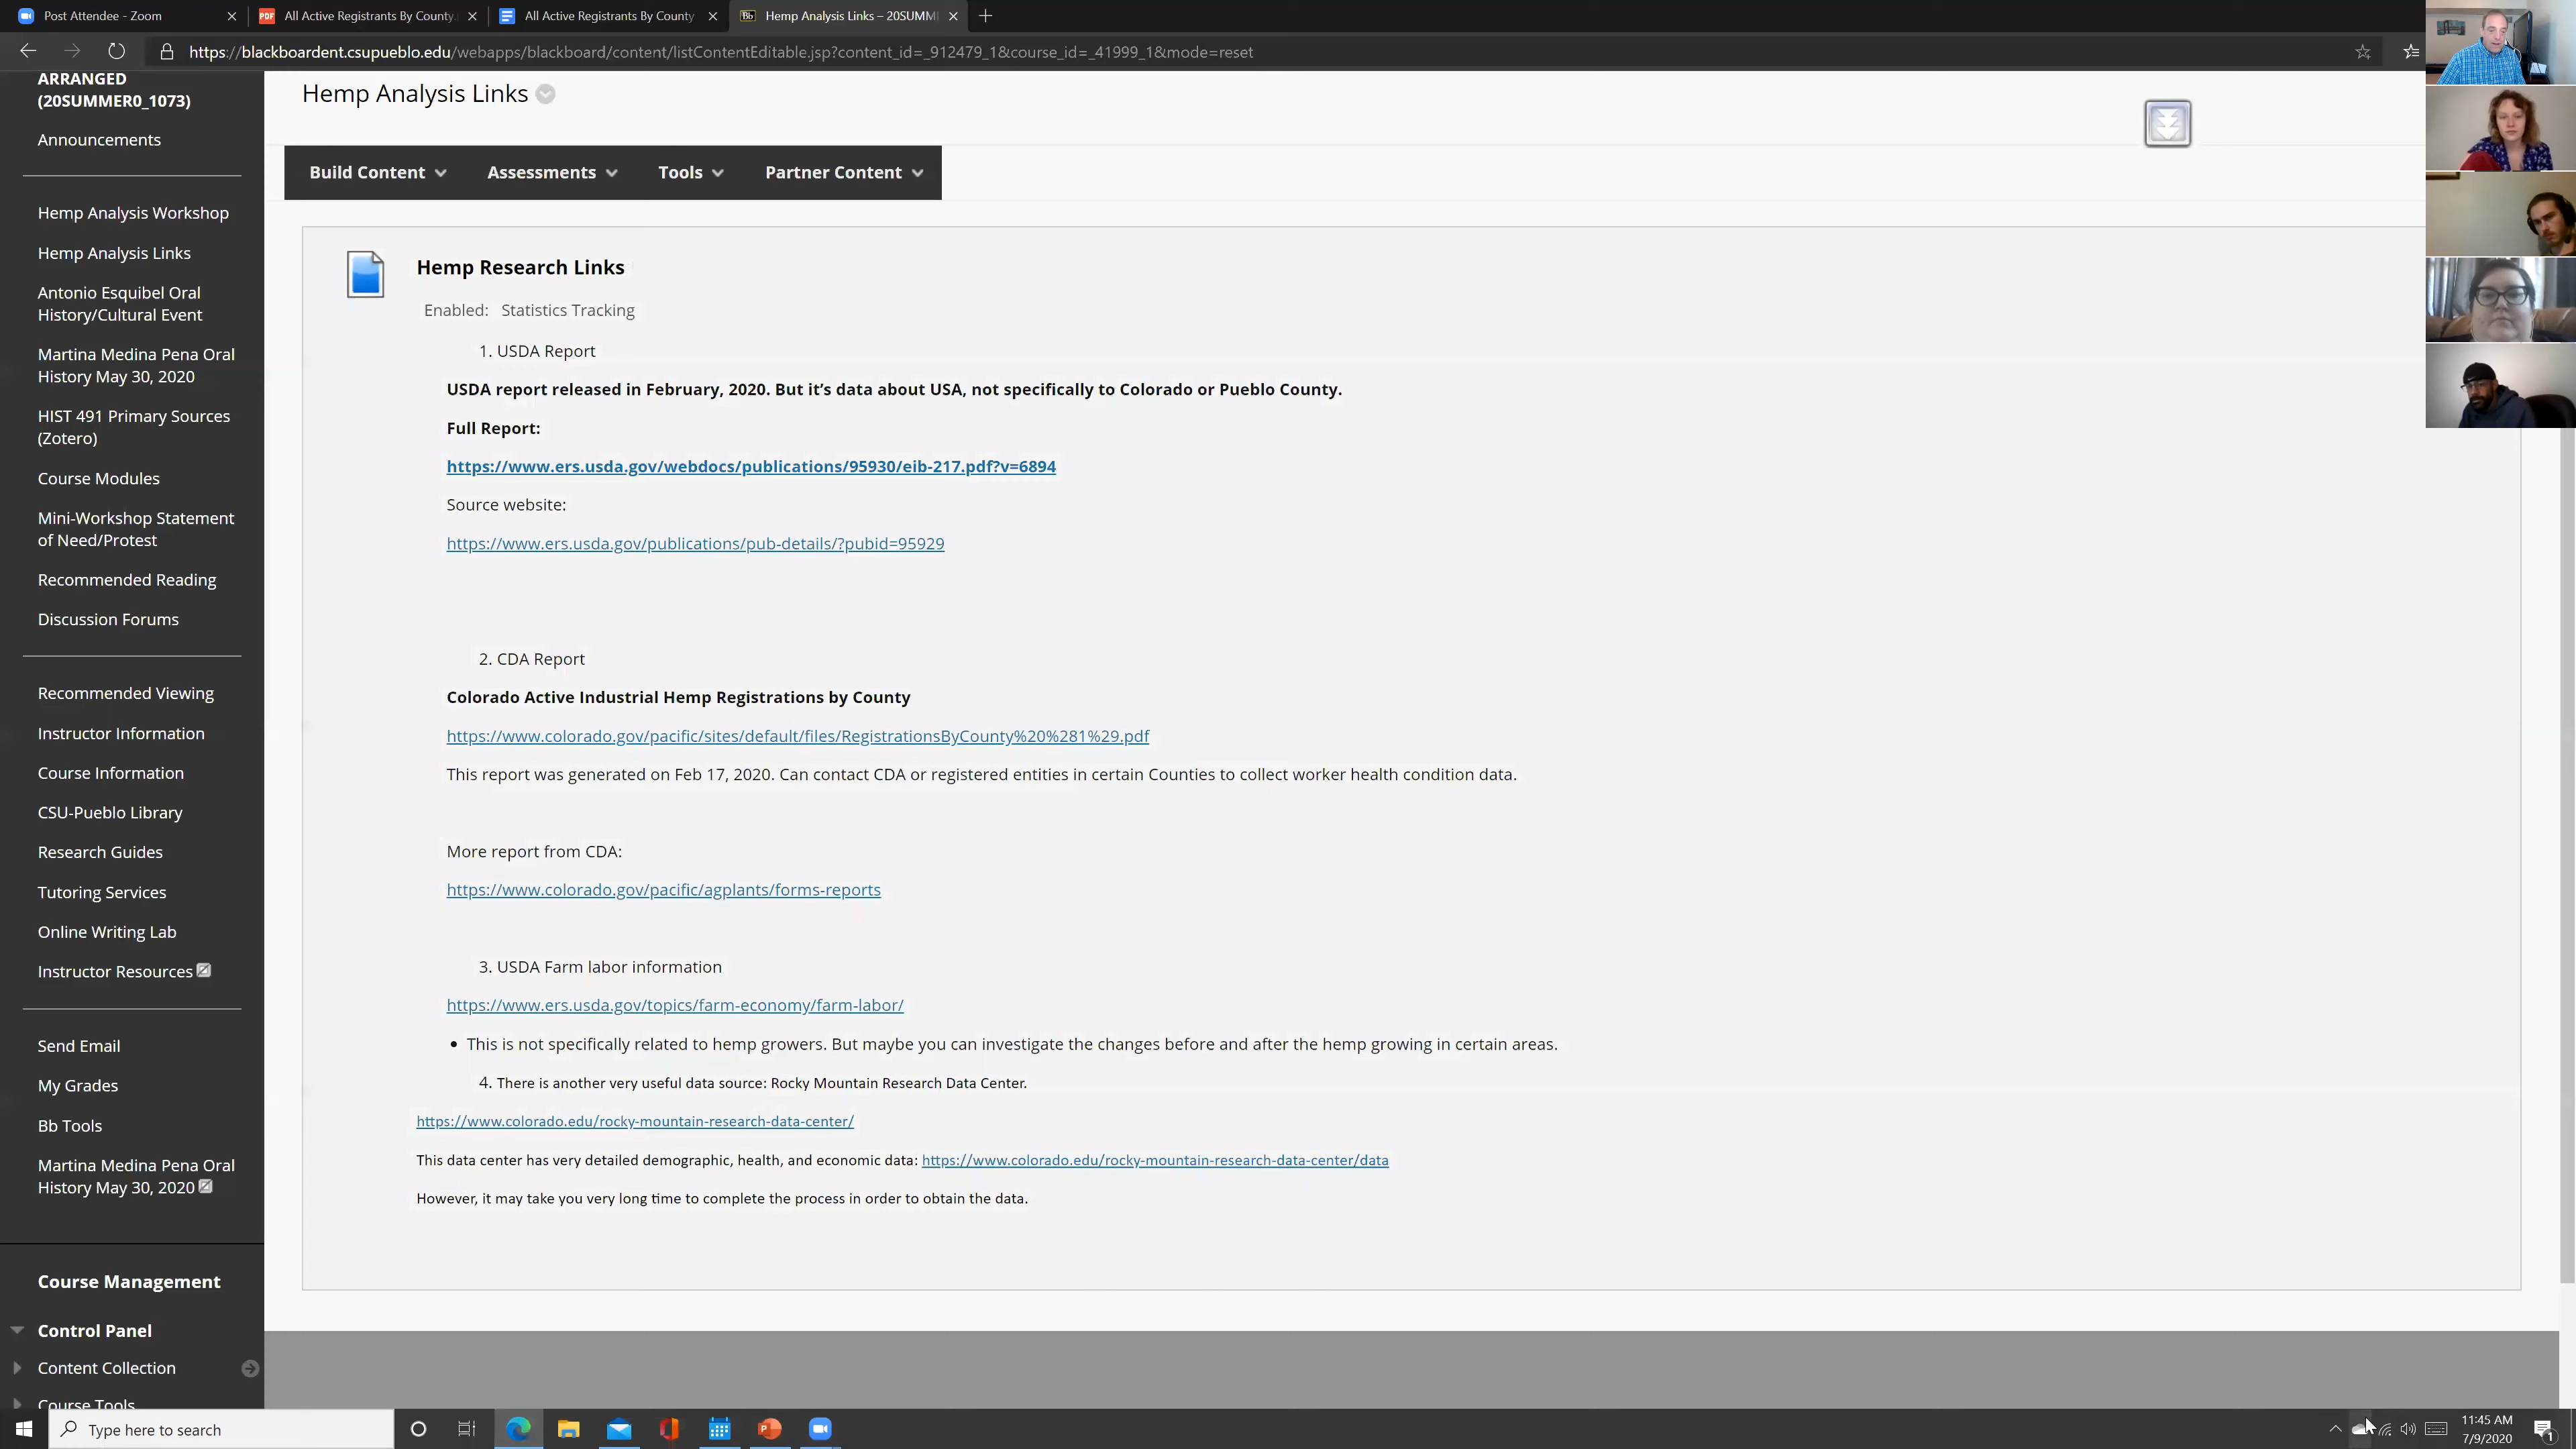 Post Attendee - Zoom
All Active Registrants By County.
All Active Registrants By County
Hemp Analysis Links – 20SUMM
https://blackboardent.csupueblo.edu/webapps/blackboard/content/listContentEditable.jsp?content_id=_912479_1&course_id=_41999_1&mode=reset
ARRANGED
(20SUMMER0_1073)
Announcements
Hemp Analysis Workshop
Hemp Analysis Links
Antonio Esquibel Oral
History/Cultural Event
Martina Medina Pena Oral
History May 30, 2020
HIST 491 Primary Sources
(Zotero)
Course Modules
Mini-Workshop Statement
of Need/Protest
Recommended Reading
Discussion Forums
Recommended Viewing
Instructor Information
Course Information
CSU-Pueblo Library
Research Guides
Tutoring Services
Online Writing Lab
Instructor Resources
Send Email
My Grades
Bb Tools
Martina Medina Pena Oral
History May 30, 2020
Course Management
Control Panel
Content Collection
Course Tools
Hemp Analysis Links
Build Content
Assessments
Tools
Partner Content
Hemp Research Links
Enabled: Statistics Tracking
1. USDA Report
USDA report released in February, 2020. But it’s data about USA, not specifically to Colorado or Pueblo County.
Full Report:
https://www.ers.usda.gov/webdocs/publications/95930/eib-217.pdf?v=6894
Source website:
https://www.ers.usda.gov/publications/pub-details/?pubid=95929
2. CDA Report
Colorado Active Industrial Hemp Registrations by County
https://www.colorado.gov/pacific/sites/default/files/RegistrationsByCounty%20%281%29.pdf
This report was generated on Feb 17, 2020. Can contact CDA or registered entities in certain Counties to collect worker health condition data.
More report from CDA:
https://www.colorado.gov/pacific/agplants/forms-reports
3. USDA Farm labor information
https://www.ers.usda.gov/topics/farm-economy/farm-labor/
• This is not specifically related to hemp growers. But maybe you can investigate the changes before and after the hemp growing in certain areas.
4. There is another very useful data source: Rocky Mountain Research Data Center.
https://www.colorado.edu/rocky-mountain-research-data-center/
This data center has very detailed demographic, health, and economic data: https://www.colorado.edu/rocky-mountain-research-data-center/data
However, it may take you very long time to complete the process in order to obtain the data.
Type here to search
11:45 AM
7/9/2020